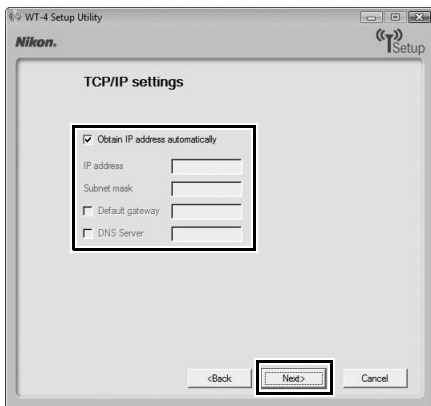 WT-4 Setup Utility
Nikon.
Setup
TCP/IP settings
Obtain IP address automatically
IP address
Subnet mask
Default gateway
DNS Server
<Back
Next>
Cancel